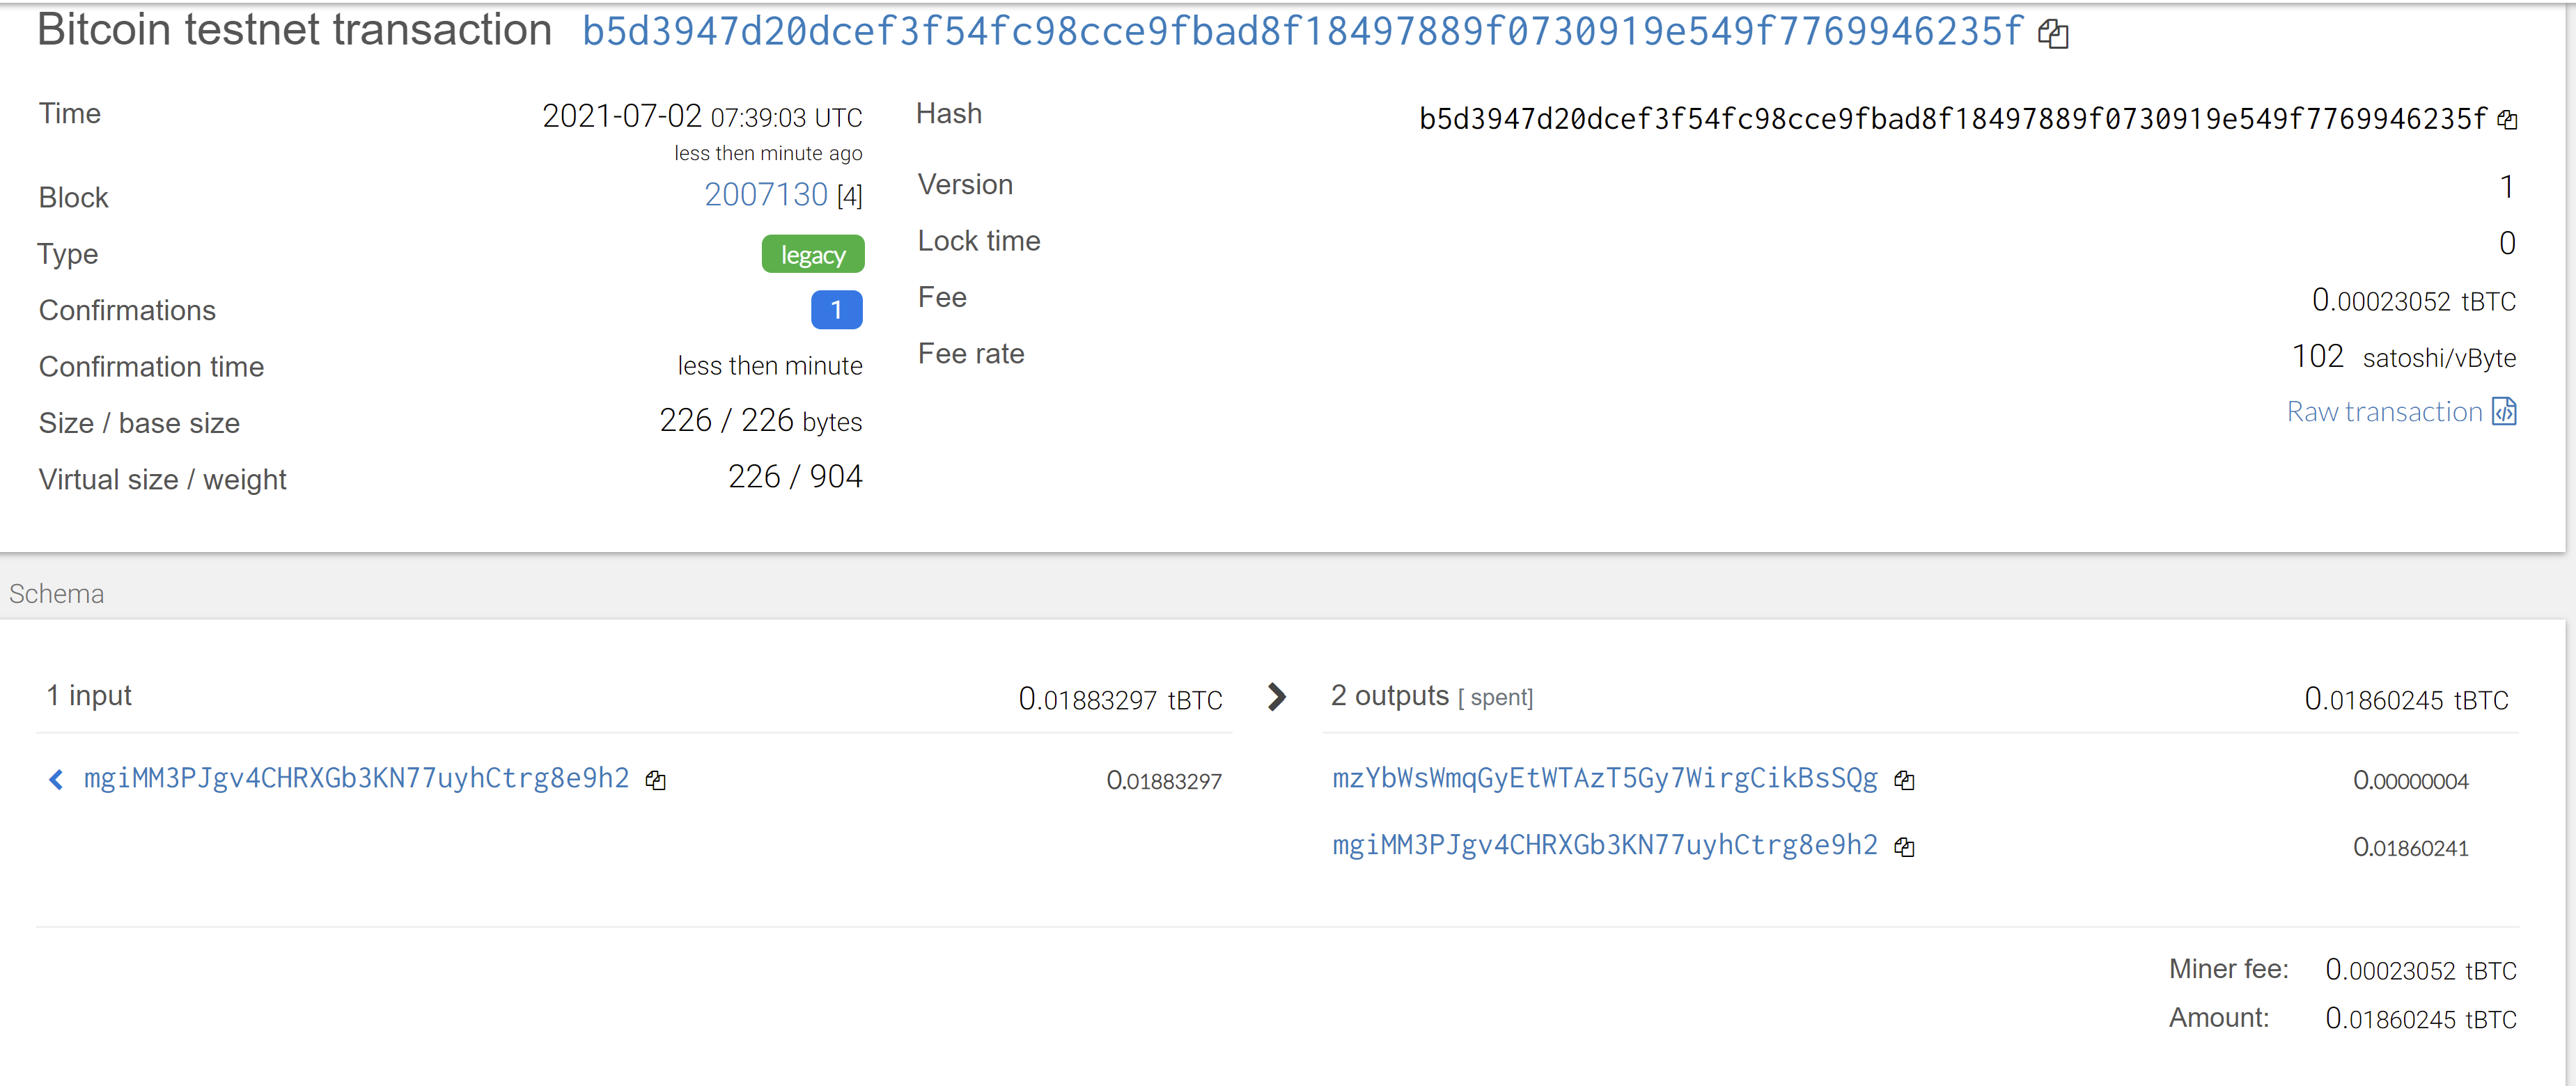 Bitcoin testnet transaction b5d3947d20dcef3f54fc98cce9fbad8f18497889f0730919e549f7769946235f
Time 2021-07-02 07:39:03 UTC
less then minute ago
Block 2007130 [4]
Type legacy
Confirmations 1
Confirmation time less then minute
Size / base size 226 / 226 bytes
Virtual size / weight 226 / 904
Hash b5d3947d20dcef3f54fc98cce9fbad8f18497889f0730919e549f7769946235f
Version 1
Lock time 0
Fee 0.00023052 tBTC
Fee rate 102 satoshi/vByte
Raw transaction
Schema
1 input 0.01883297 tBTC
mgiMM3PJgv4CHRXGb3KN77uyhCtrg8e9h2 0.01883297
2 outputs [ spent] 0.01860245 tBTC
mzYbWsWmqGyEtWTAzT5Gy7WirgCikBsSQg 0.00000004
mgiMM3PJgv4CHRXGb3KN77uyhCtrg8e9h2 0.01860241
Miner fee: 0.00023052 tBTC
Amount: 0.01860245 tBTC